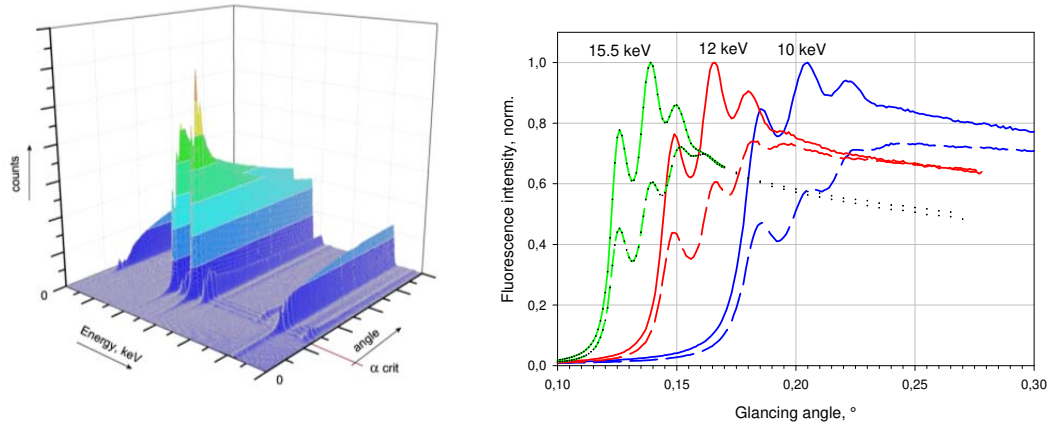 counts
0
Energy, keV
angle
α crit
0
15.5 keV
12 keV
10 keV
Fluorescence intensity, norm.
1,0
0,8
0,6
0,4
0,2
0,0
0,10
0,15
0,20
0,25
0,30
Glancing angle, °